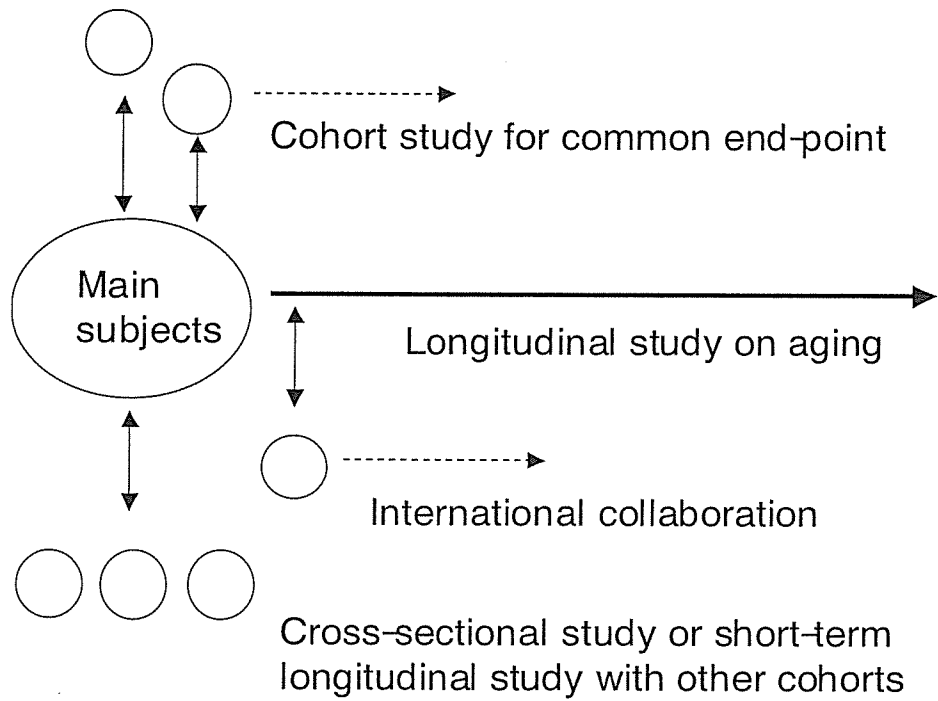 Cohort study for common end-point
Main
subjects
Longitudinal study on aging
International collaboration
Cross-sectional study or short-term
longitudinal study with other cohorts